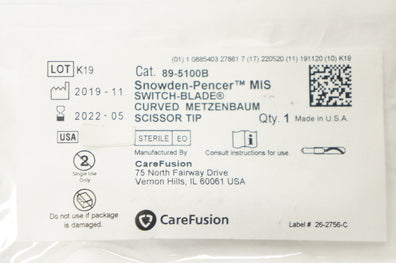 (01) 1 0885403 27861 7 (17) 220520 (11) 191120 (10) K19
LOT K19
2019-11
2022-05
USA
Cat. 89-5100B
Snowden-Pencer™ MIS
SWITCH-BLADE®
CURVED METZENBAUM
SCISSOR TIP
Qty. 1 Made in U.S.A.
STERILE EO
Manufactured By
Consult instructions for use.
CareFusion
75 North Fairway Drive
Vernon Hills, IL 60061 USA
2
Single Use
Only
Do not use if package
is damaged.
CareFusion
Label # 26-2756-C